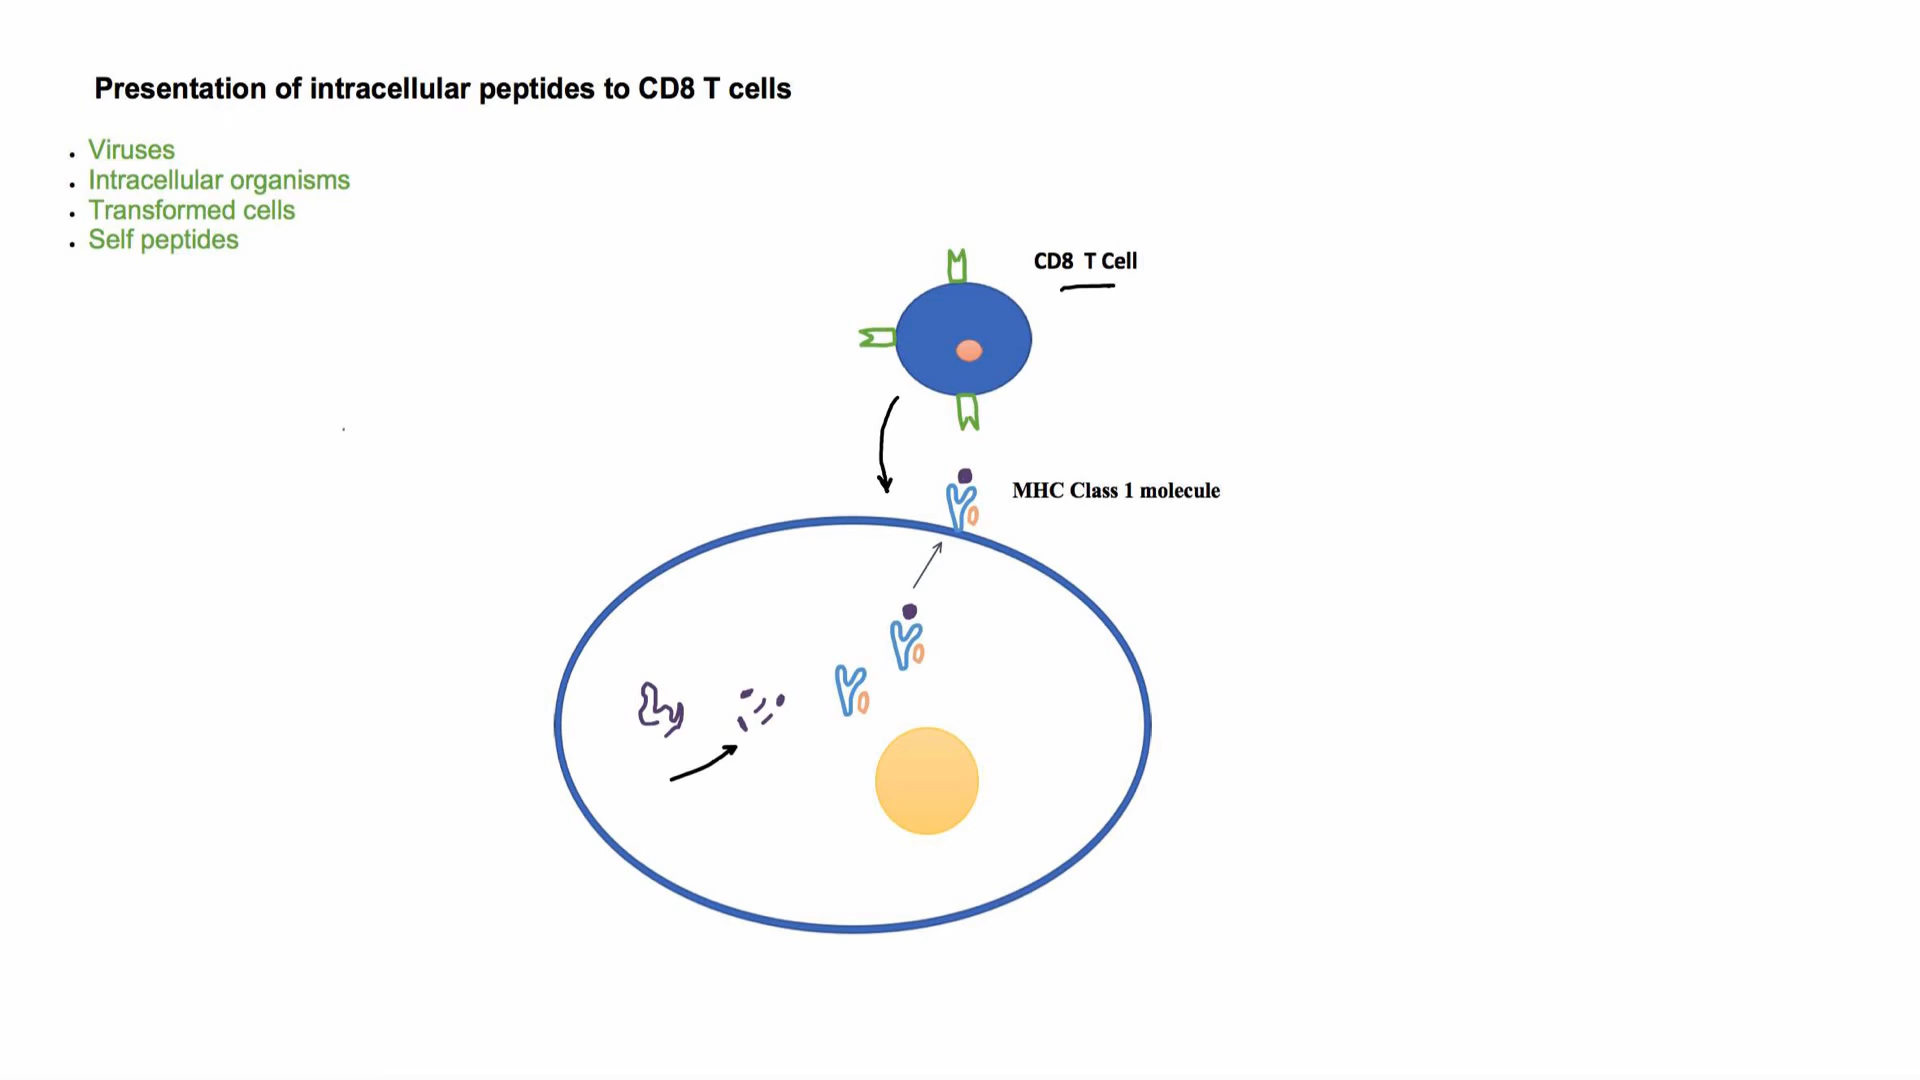 Presentation of intracellular peptides to CD8 T cells
Viruses
Intracellular organisms
Transformed cells
Self peptides
CD8 T Cell
MHC Class 1 molecule